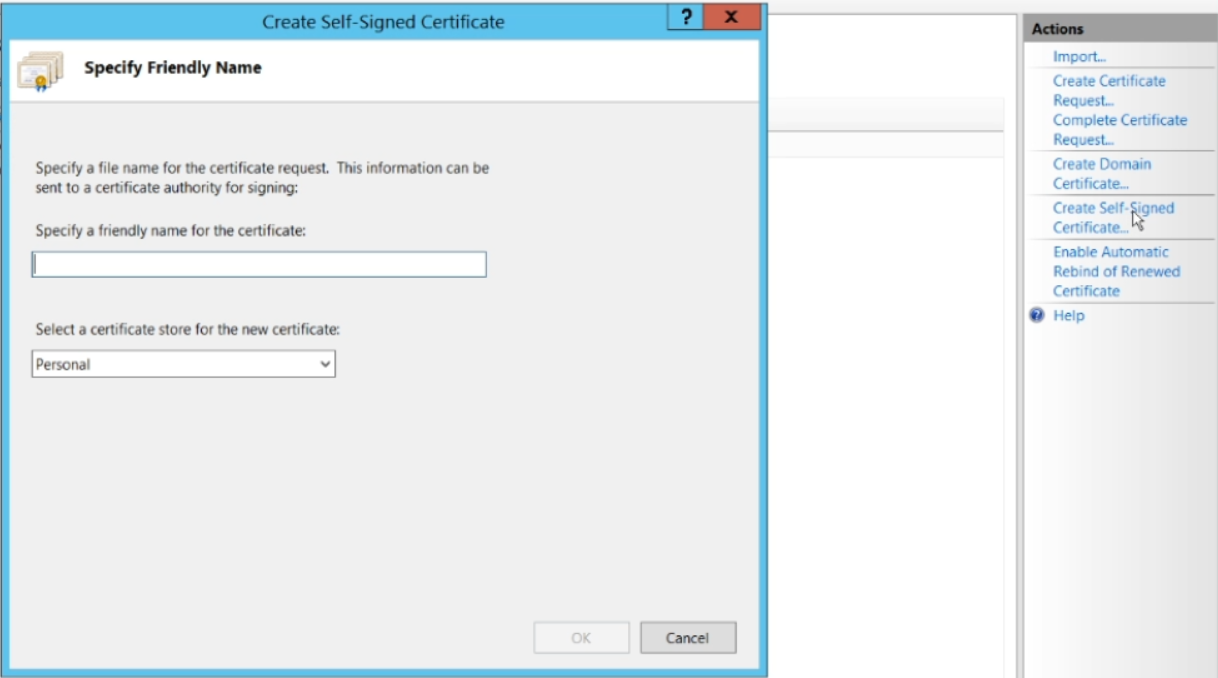 Create Self-Signed Certificate
?
X
Specify Friendly Name
Specify a file name for the certificate request. This information can be
sent to a certificate authority for signing:
Specify a friendly name for the certificate:
Select a certificate store for the new certificate:
Personal
OK
Cancel
Actions
Import...
Create Certificate
Request...
Complete Certificate
Request...
Create Domain
Certificate...
Create Self-Signed
Certificate...
Enable Automatic
Rebind of Renewed
Certificate
? Help